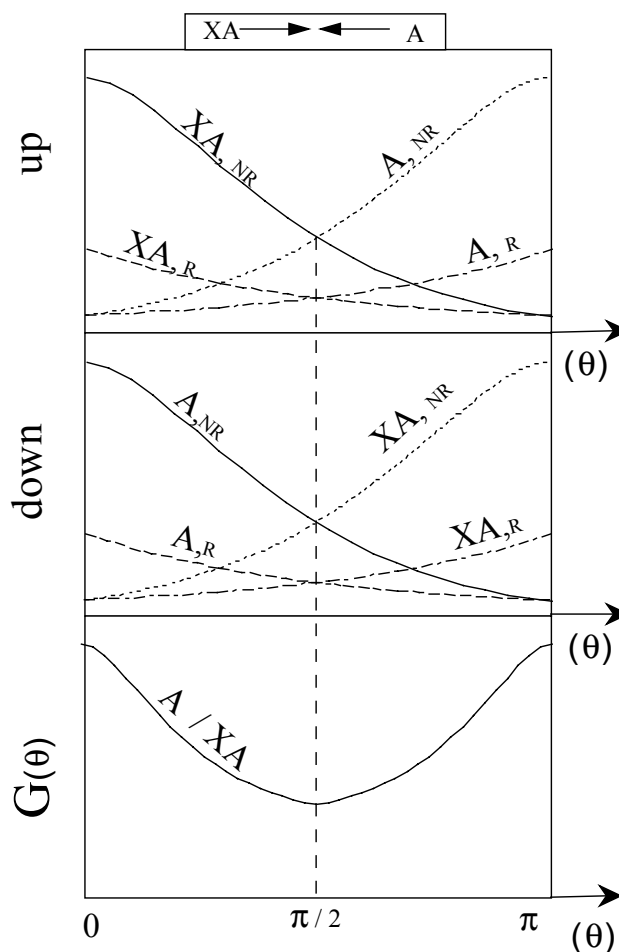 XA A
up
XA, NR
A, NR
XA, R
A, R
(θ)
down
A,NR
XA, NR
A,R
XA,R
(θ)
G(θ)
A / XA
0 π / 2 π (θ)